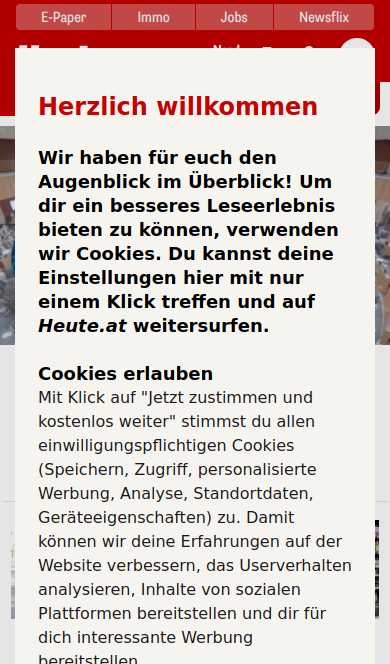 E-Paper Immo Jobs Newsflix
Herzlich willkommen
Wir haben für euch den
Augenblick im Überblick! Um
dir ein besseres Leseerlebnis
bieten zu können, verwenden
wir Cookies. Du kannst deine
Einstellungen hier mit nur
einem Klick treffen und auf
Heute.at weitersurfen.
Cookies erlauben
Mit Klick auf "Jetzt zustimmen und
kostenlos weiter" stimmst du allen
einwilligungspflichtigen Cookies
(Speichern, Zugriff, personalisierte
Werbung, Analyse, Standortdaten,
Geräteeigenschaften) zu. Damit
können wir deine Erfahrungen auf der
Website verbessern, das Userverhalten
analysieren, Inhalte von sozialen
Plattformen bereitstellen und dir für
dich interessante Werbung
bereitstellen